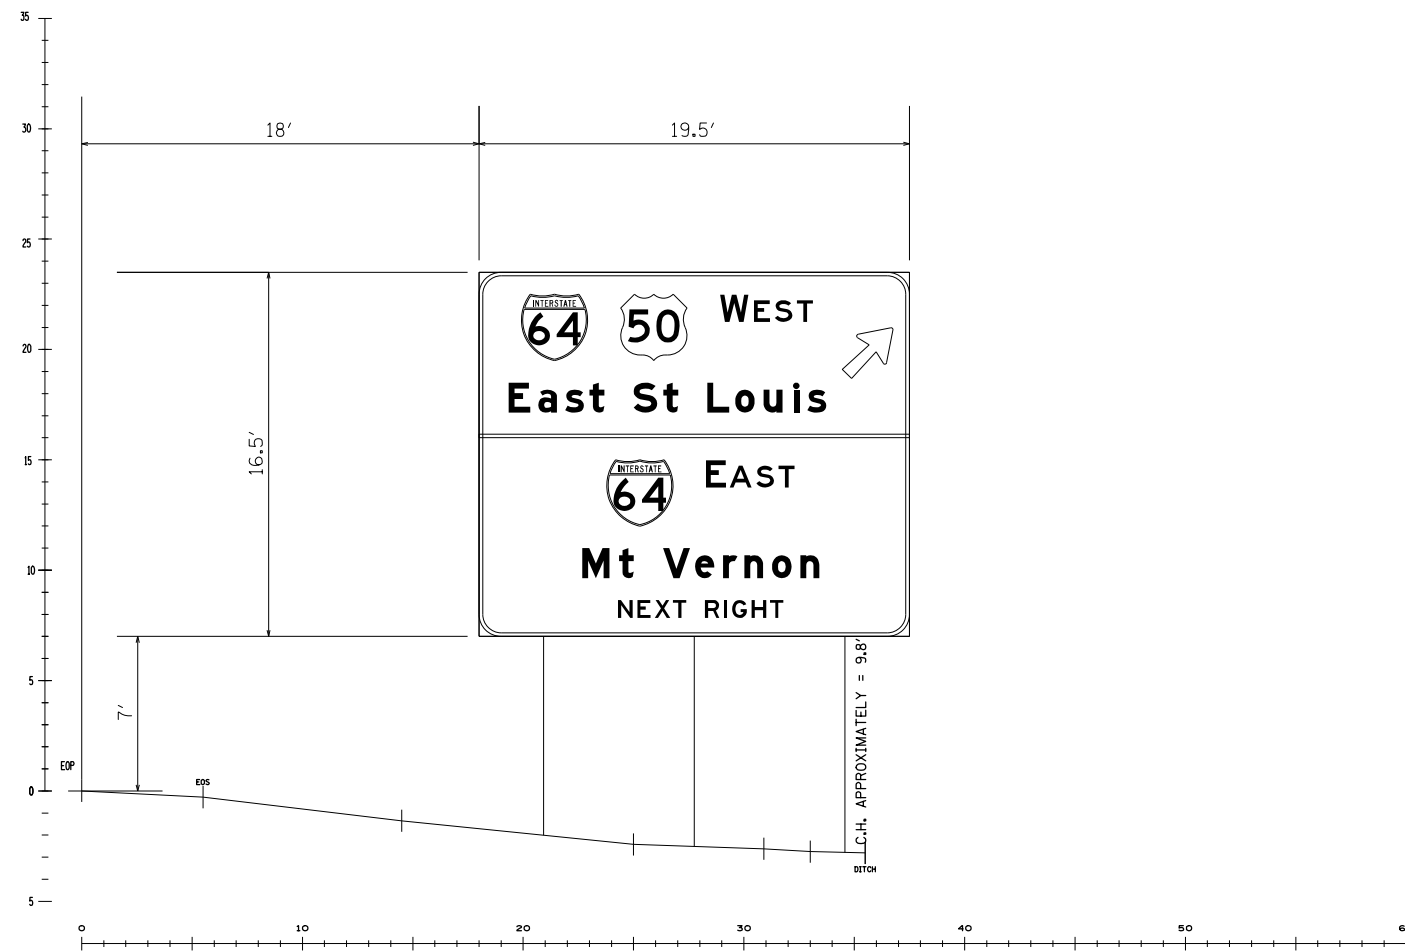 35
30
25
20
15
10
5
0
5
18'
19.5'
16.5'
7'
INTERSTATE
64
50
WEST
East St Louis
INTERSTATE
64
EAST
Mt Vernon
NEXT RIGHT
C.H. APPROXIMATELY = 9.8'
EOP
EOS
DITCH
0 10 20 30 40 50 6